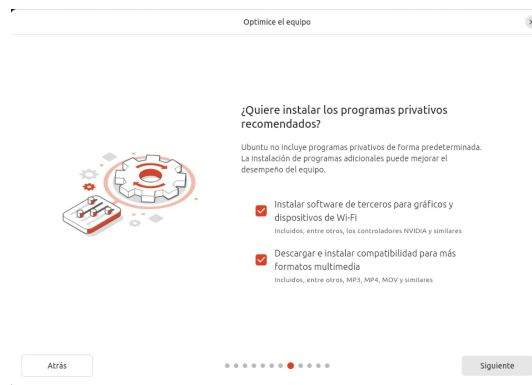 Optimice el equipo
¿Quiere instalar los programas privativos
recomendados?
Ubuntu no incluye programas privativos de forma predeterminada.
La instalación de programas adicionales puede mejorar el
desempeño del equipo.
Instalar software de terceros para gráficos y
dispositivos de Wi-Fi
Incluidos, entre otros, los controladores NVIDIA y similares
Descargar e instalar compatibilidad para más
formatos multimedia
Incluidos, entre otros, MP3, MP4, MOV y similares
Atrás
Siguiente